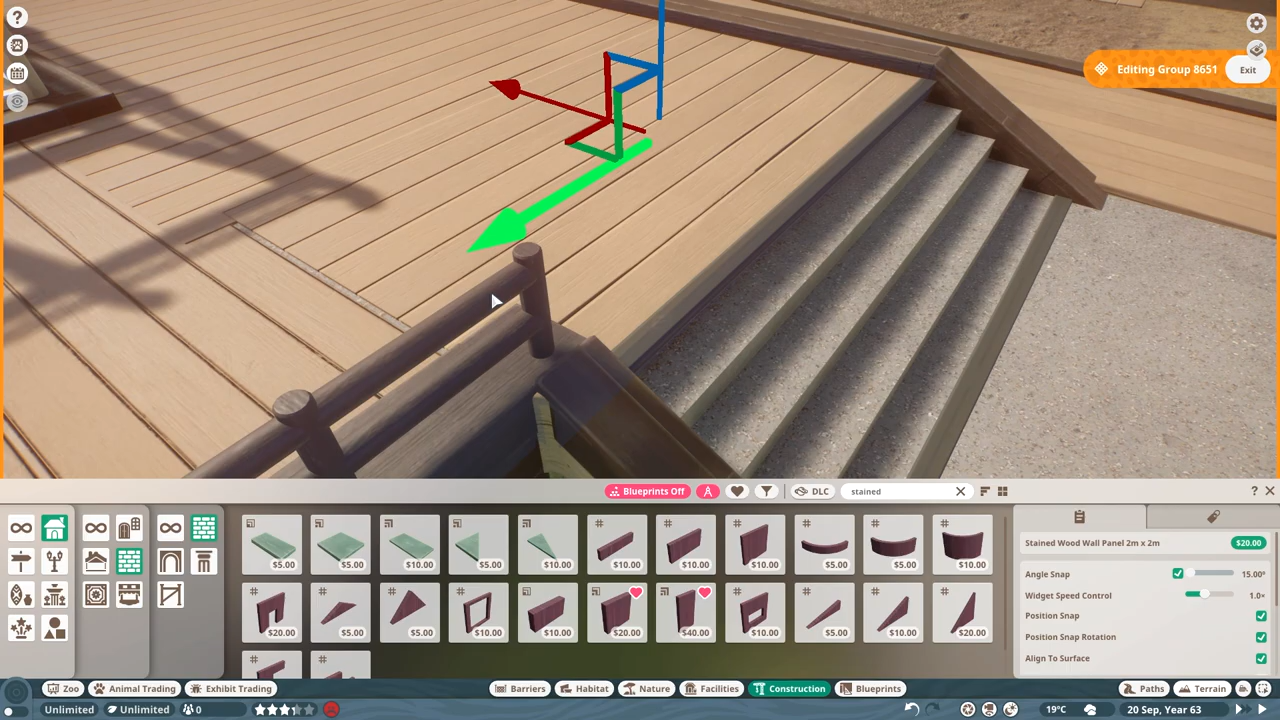 ?
Editing Group 8651
Exit
Blueprints Off
DLC
stained
?
$5.00
$5.00
$10.00
$5.00
$10.00
$10.00
$10.00
$10.00
$5.00
$5.00
$10.00
$20.00
$5.00
$5.00
$10.00
$10.00
$20.00
$40.00
$10.00
$5.00
$10.00
$20.00
Stained Wood Wall Panel 2m x 2m
$20.00
Angle Snap
15.00°
Widget Speed Control
1.0×
Position Snap
Position Snap Rotation
Align To Surface
Zoo
Animal Trading
Exhibit Trading
Barriers
Habitat
Nature
Facilities
Construction
Blueprints
Paths
Terrain
Unlimited
Unlimited
0
19°C
20 Sep, Year 63